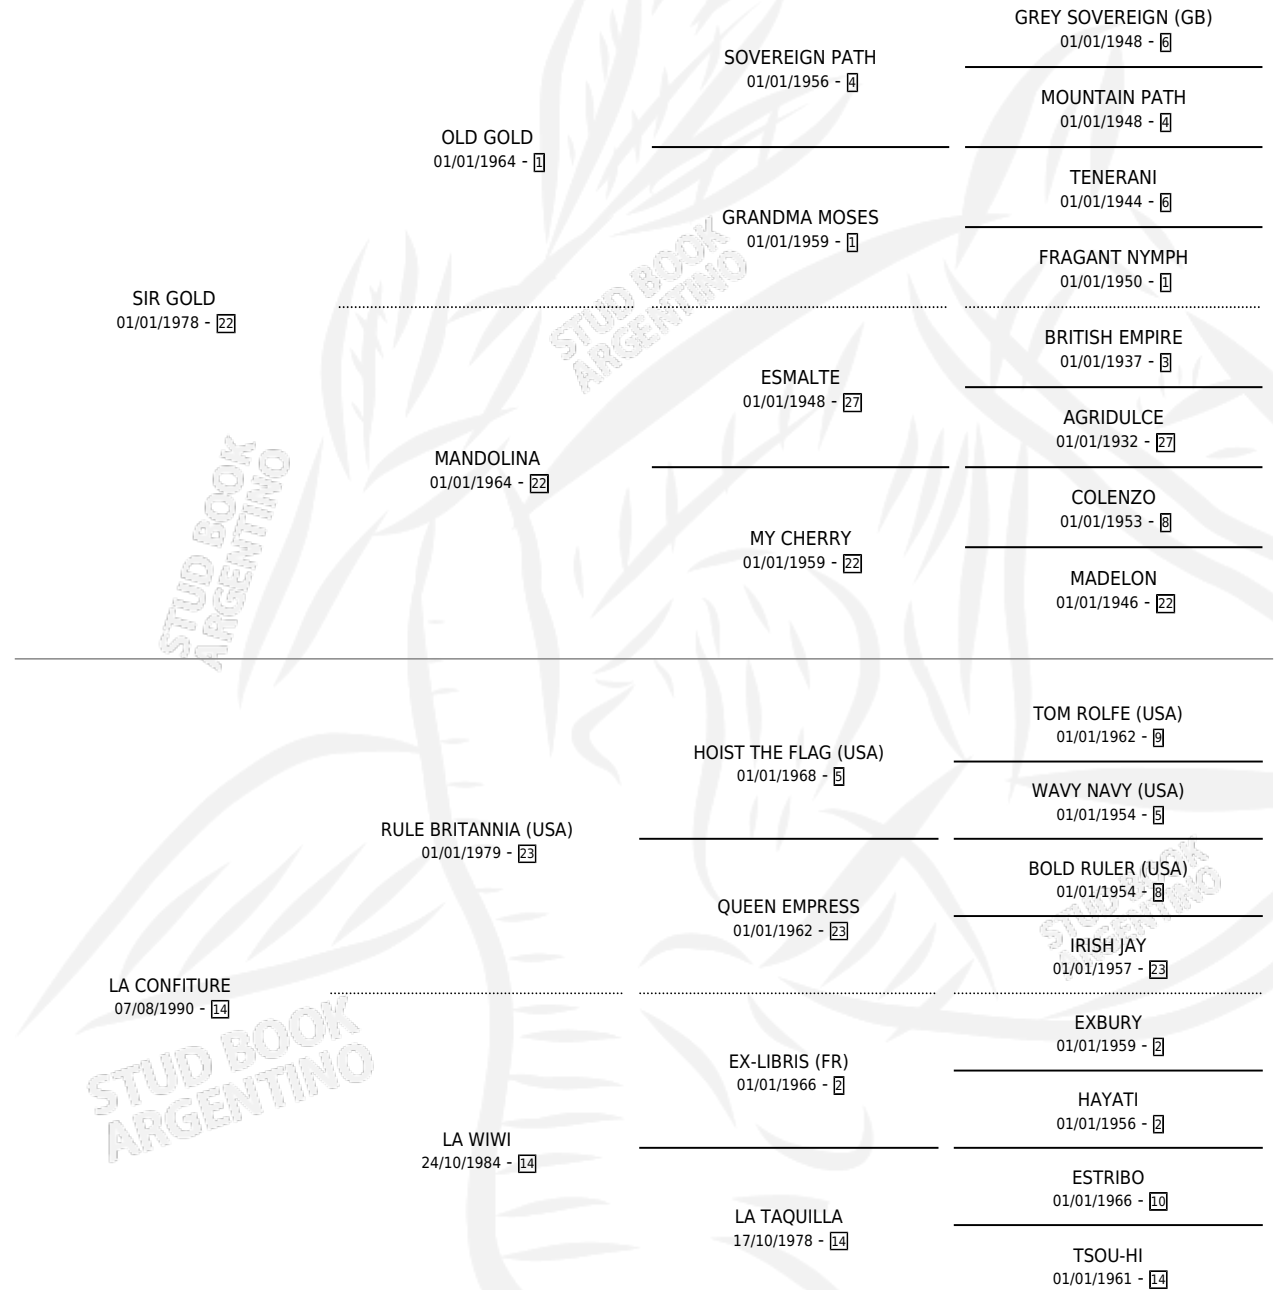 GREY SOVEREIGN (GB)
01/01/1948 - 6
SOVEREIGN PATH
01/01/1956 - 4
MOUNTAIN PATH
01/01/1948 - 4
OLD GOLD
01/01/1964 - 1
TENERANI
01/01/1944 - 6
GRANDMA MOSES
01/01/1959 - 1
FRAGANT NYMPH
01/01/1950 - 1
SIR GOLD
01/01/1978 - 22
BRITISH EMPIRE
01/01/1937 - 3
ESMALTE
01/01/1948 - 27
AGRIDULCE
01/01/1932 - 27
MANDOLINA
01/01/1964 - 22
COLENZO
01/01/1953 - 8
MY CHERRY
01/01/1959 - 22
MADELON
01/01/1946 - 22
STUD BOOK
ARGENTINO
STUD BOOK
ARGENTINO
TOM ROLFE (USA)
01/01/1962 - 9
HOIST THE FLAG (USA)
01/01/1968 - 5
WAVY NAVY (USA)
01/01/1954 - 5
RULE BRITANNIA (USA)
01/01/1979 - 23
BOLD RULER (USA)
01/01/1954 - 8
QUEEN EMPRESS
01/01/1962 - 23
IRISH JAY
01/01/1957 - 23
STUD BOOK
ARGENTINO
LA CONFITURE
07/08/1990 - 14
EXBURY
01/01/1959 - 2
EX-LIBRIS (FR)
01/01/1966 - 2
HAYATI
01/01/1956 - 2
STUD BOOK
ARGENTINO
LA WIWI
24/10/1984 - 14
ESTRIBO
01/01/1966 - 10
LA TAQUILLA
17/10/1978 - 14
TSOU-HI
01/01/1961 - 14